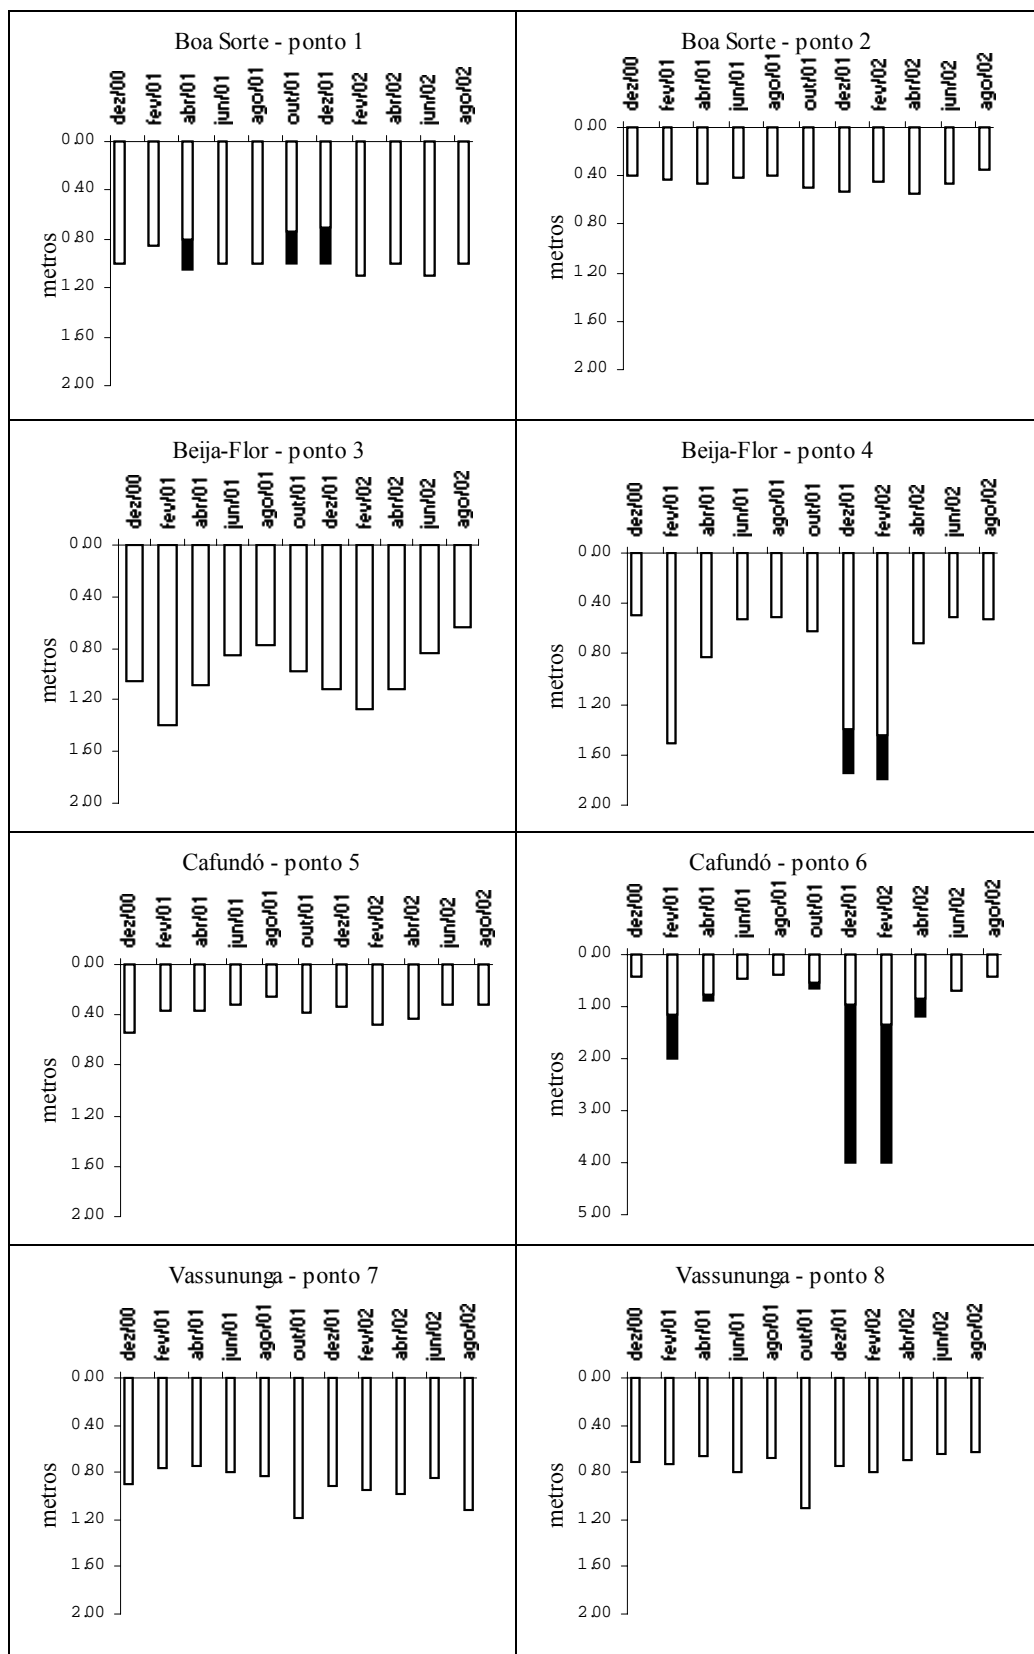 Boa Sorte - ponto 1
dez/00 fev/01 abr/01 jun/01 ago/01 out/01 dez/01 fev/02 abr/02 jun/02 ago/02
0.00
0.40
0.80
1.20
1.60
2.00
metros
Boa Sorte - ponto 2
dez/00 fev/01 abr/01 jun/01 ago/01 out/01 dez/01 fev/02 abr/02 jun/02 ago/02
0.00
0.40
0.80
1.20
1.60
2.00
metros
Beija-Flor - ponto 3
dez/00 fev/01 abr/01 jun/01 ago/01 out/01 dez/01 fev/02 abr/02 jun/02 ago/02
0.00
0.40
0.80
1.20
1.60
2.00
metros
Beija-Flor - ponto 4
dez/00 fev/01 abr/01 jun/01 ago/01 out/01 dez/01 fev/02 abr/02 jun/02 ago/02
0.00
0.40
0.80
1.20
1.60
2.00
metros
Cafundó - ponto 5
dez/00 fev/01 abr/01 jun/01 ago/01 out/01 dez/01 fev/02 abr/02 jun/02 ago/02
0.00
0.40
0.80
1.20
1.60
2.00
metros
Cafundó - ponto 6
dez/00 fev/01 abr/01 jun/01 ago/01 out/01 dez/01 fev/02 abr/02 jun/02 ago/02
0.00
1.00
2.00
3.00
4.00
5.00
metros
Vassununga - ponto 7
dez/00 fev/01 abr/01 jun/01 ago/01 out/01 dez/01 fev/02 abr/02 jun/02 ago/02
0.00
0.40
0.80
1.20
1.60
2.00
metros
Vassununga - ponto 8
dez/00 fev/01 abr/01 jun/01 ago/01 out/01 dez/01 fev/02 abr/02 jun/02 ago/02
0.00
0.40
0.80
1.20
1.60
2.00
metros